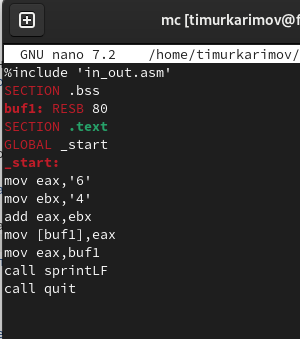 mc [timurkarimov@f
GNU nano 7.2 /home/timurkarimov/
%include 'in_out.asm'
SECTION .bss
buf1: RESB 80
SECTION .text
GLOBAL _start
_start:
mov eax,'6'
mov ebx,'4'
add eax,ebx
mov [buf1],eax
mov eax,buf1
call sprintLF
call quit